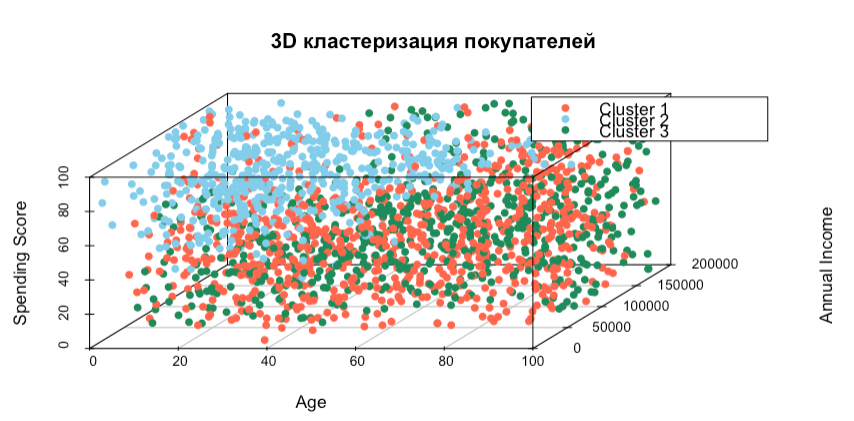 3D кластеризация покупателей
Cluster 1
Cluster 2
Cluster 3
Spending Score
100
80
60
40
20
0
0 20 40 60 80 100
Age
200000
150000
100000
50000
0
Annual Income